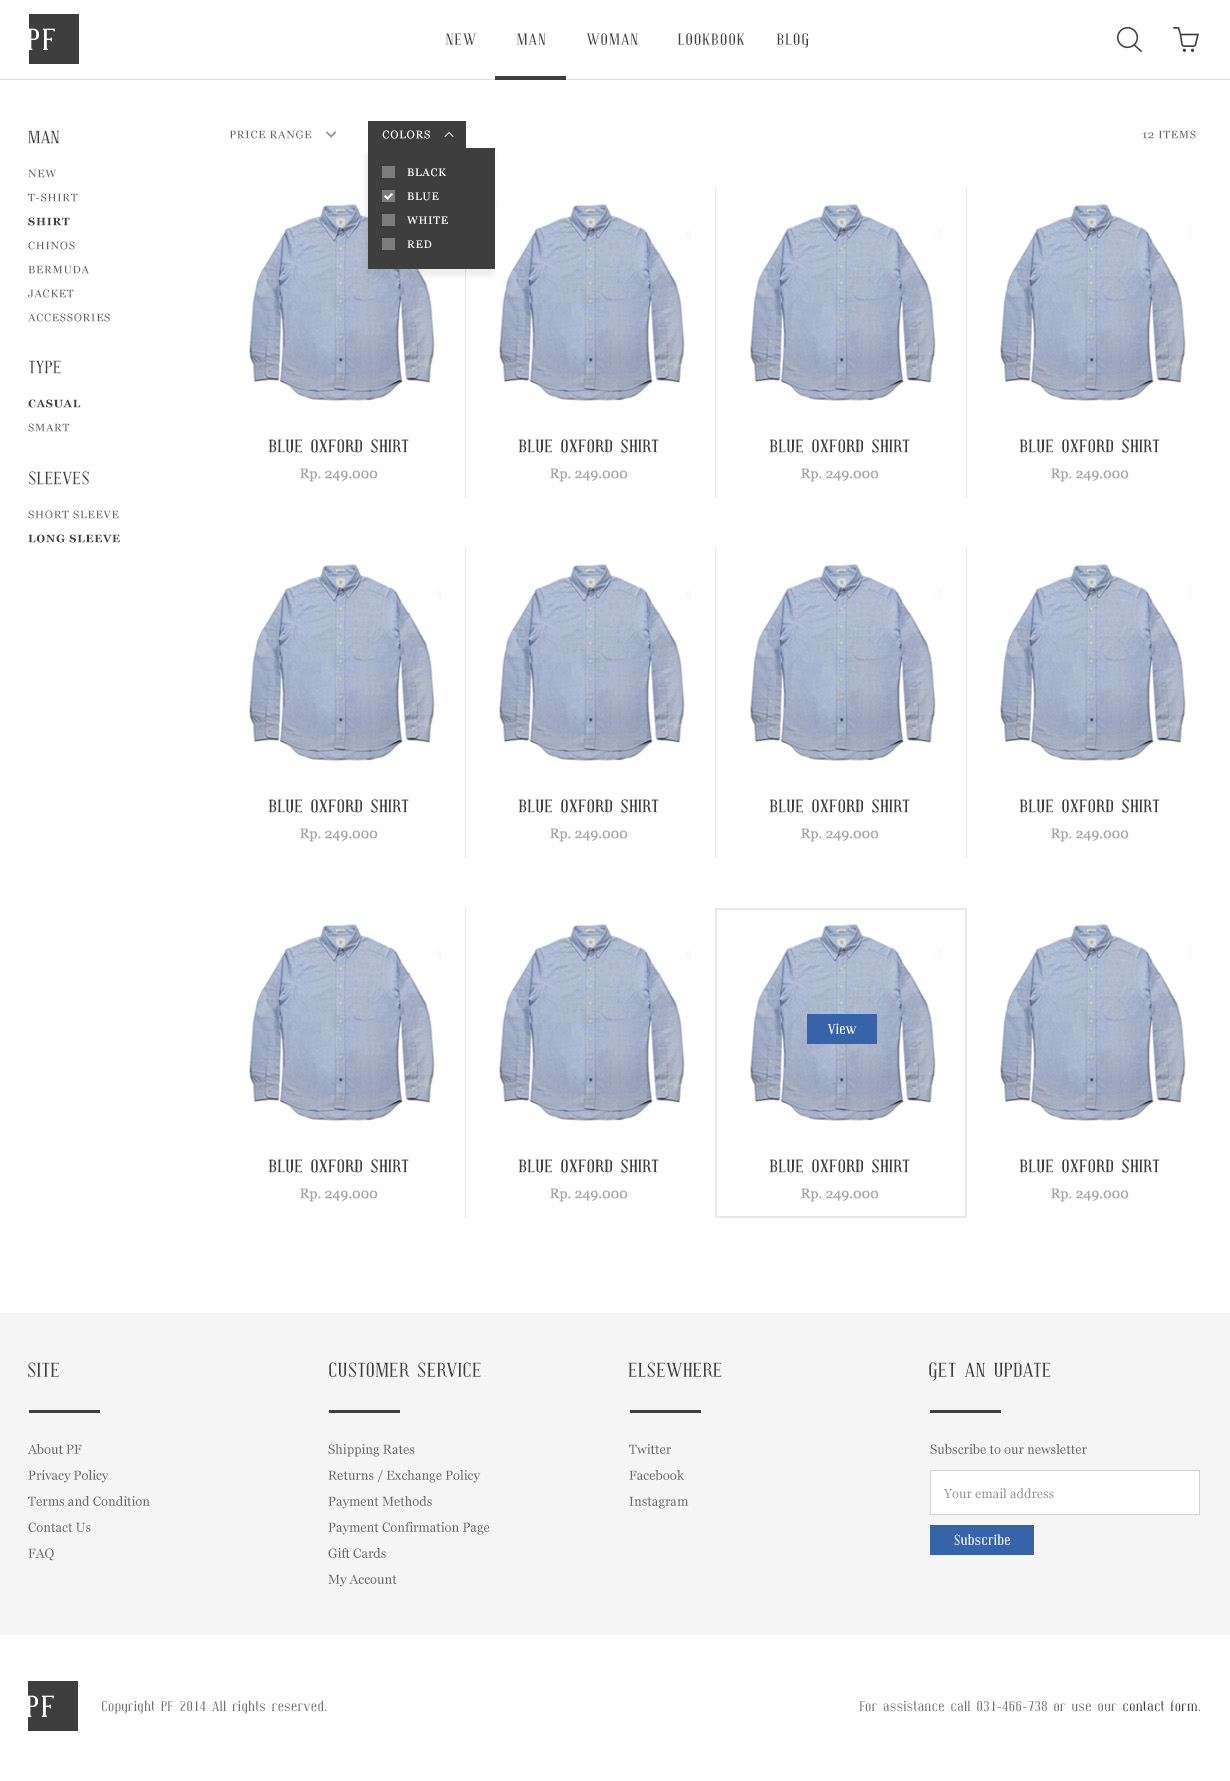 PF
NEW MAN WOMAN LOOKBOOK BLOG
MAN
NEW
T-SHIRT
SHIRT
CHINOS
BERMUDA
JACKET
ACCESSORIES
TYPE
CASUAL
SMART
SLEEVES
SHORT SLEEVE
LONG SLEEVE
PRICE RANGE COLORS 12 ITEMS
BLACK
BLUE
WHITE
RED
BLUE OXFORD SHIRT BLUE OXFORD SHIRT BLUE OXFORD SHIRT BLUE OXFORD SHIRT
Rp. 249.000 Rp. 249.000 Rp. 249.000 Rp. 249.000
BLUE OXFORD SHIRT BLUE OXFORD SHIRT BLUE OXFORD SHIRT BLUE OXFORD SHIRT
Rp. 249.000 Rp. 249.000 Rp. 249.000 Rp. 249.000
View
BLUE OXFORD SHIRT BLUE OXFORD SHIRT BLUE OXFORD SHIRT BLUE OXFORD SHIRT
Rp. 249.000 Rp. 249.000 Rp. 249.000 Rp. 249.000
SITE
About PF
Privacy Policy
Terms and Condition
Contact Us
FAQ
CUSTOMER SERVICE
Shipping Rates
Returns / Exchange Policy
Payment Methods
Payment Confirmation Page
Gift Cards
My Account
ELSEWHERE
Twitter
Facebook
Instagram
GET AN UPDATE
Subscribe to our newsletter
Your email address
Subscribe
PF
Copyright PF 2014 All rights reserved.
For assistance call 031-466-738 or use our contact form.